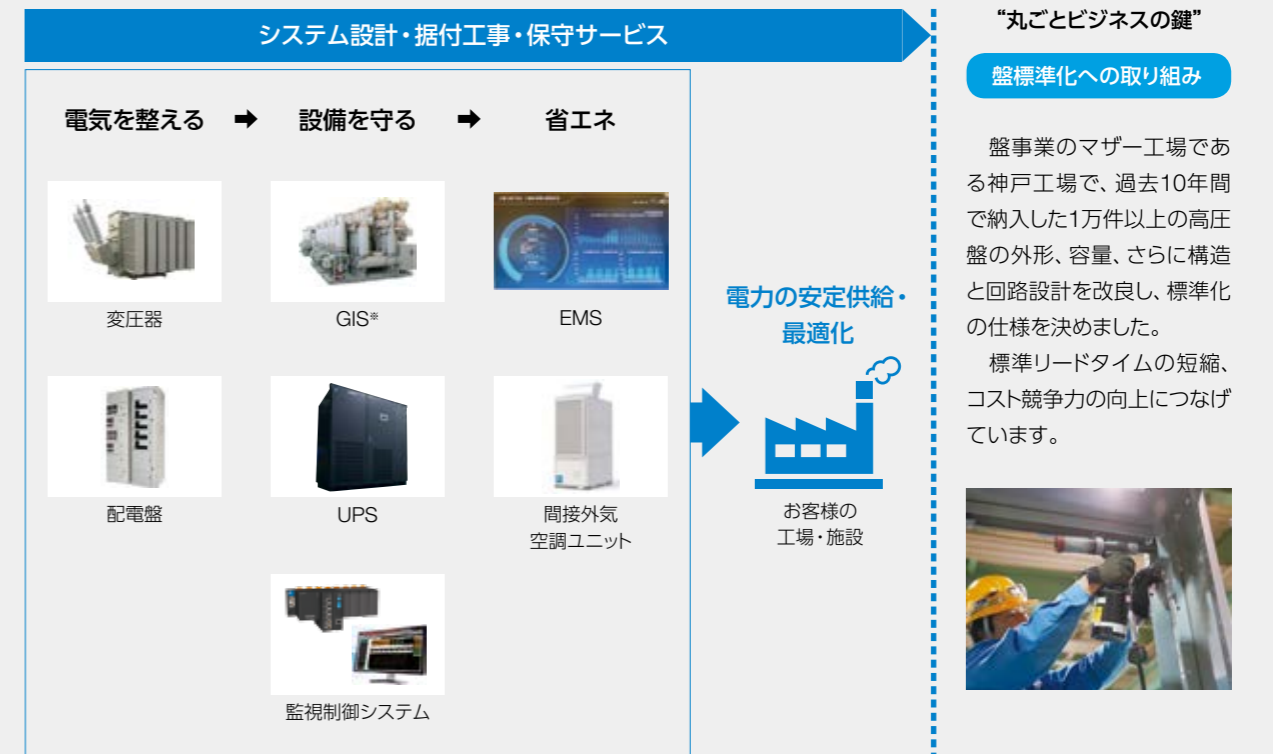 システム設計・据付工事・保守サービス
電気を整える ➡ 設備を守る ➡ 省エネ
変圧器
GIS※
EMS
配電盤
UPS
間接外気
空調ユニット
監視制御システム
電力の安定供給・
最適化
お客様の
工場・施設
“丸ごとビジネスの鍵”
盤標準化への取り組み
盤事業のマザー工場であ
る神戸工場で、過去10年間
で納入した1万件以上の高圧
盤の外形、容量、さらに構造
と回路設計を改良し、標準化
の仕様を決めました。
標準リードタイムの短縮、
コスト競争力の向上につなげ
ています。